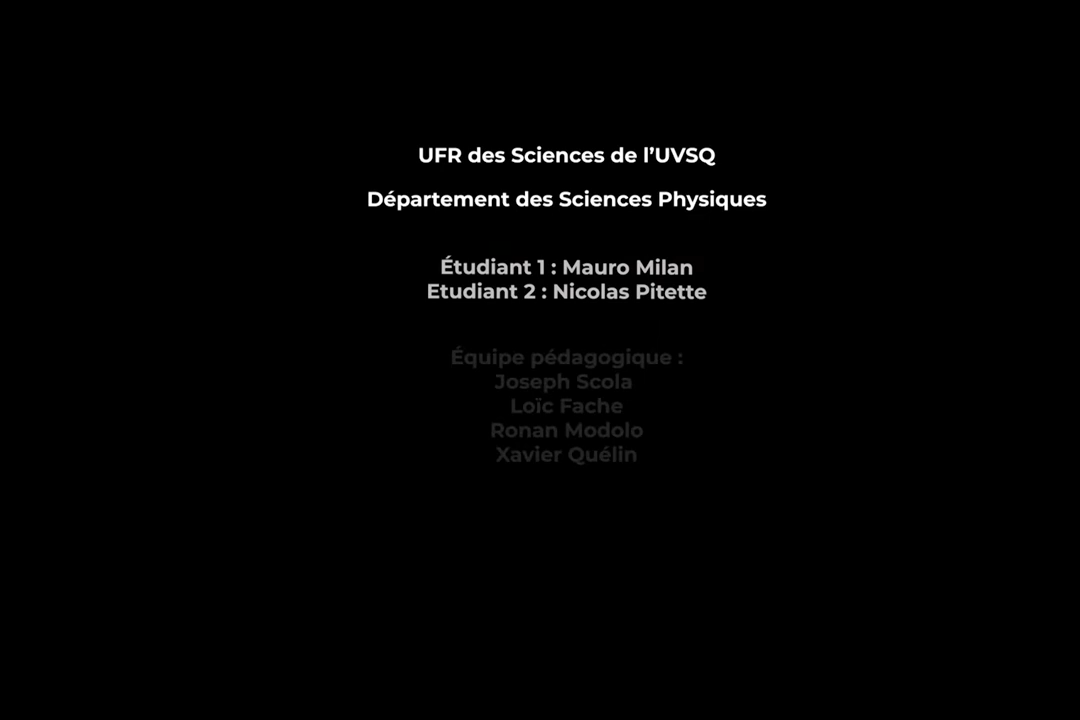 UFR des Sciences de l’UVSQ
Département des Sciences Physiques
Étudiant 1 : Mauro Milan
Etudiant 2 : Nicolas Pitette
Équipe pédagogique :
Joseph Scola
Loïc Fache
Ronan Modolo
Xavier Quélin